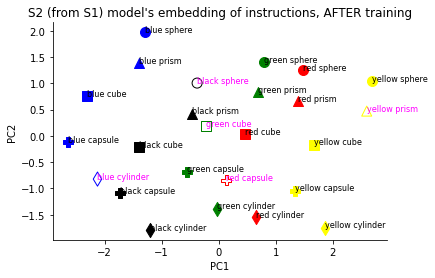 S2 (from S1) model's embedding of instructions, AFTER training
PC2
2.0
1.5
1.0
0.5
0.0
−0.5
−1.0
−1.5
blue sphere
green sphere
red sphere
blue prism
yellow sphere
black sphere
blue cube
green prism
red prism
yellow prism
black prism
green cube
red cube
blue capsule
black cube
yellow cube
green capsule
blue cylinder
red capsule
black capsule
yellow capsule
green cylinder
red cylinder
black cylinder
yellow cylinder
−2 −1 0 1 2
PC1